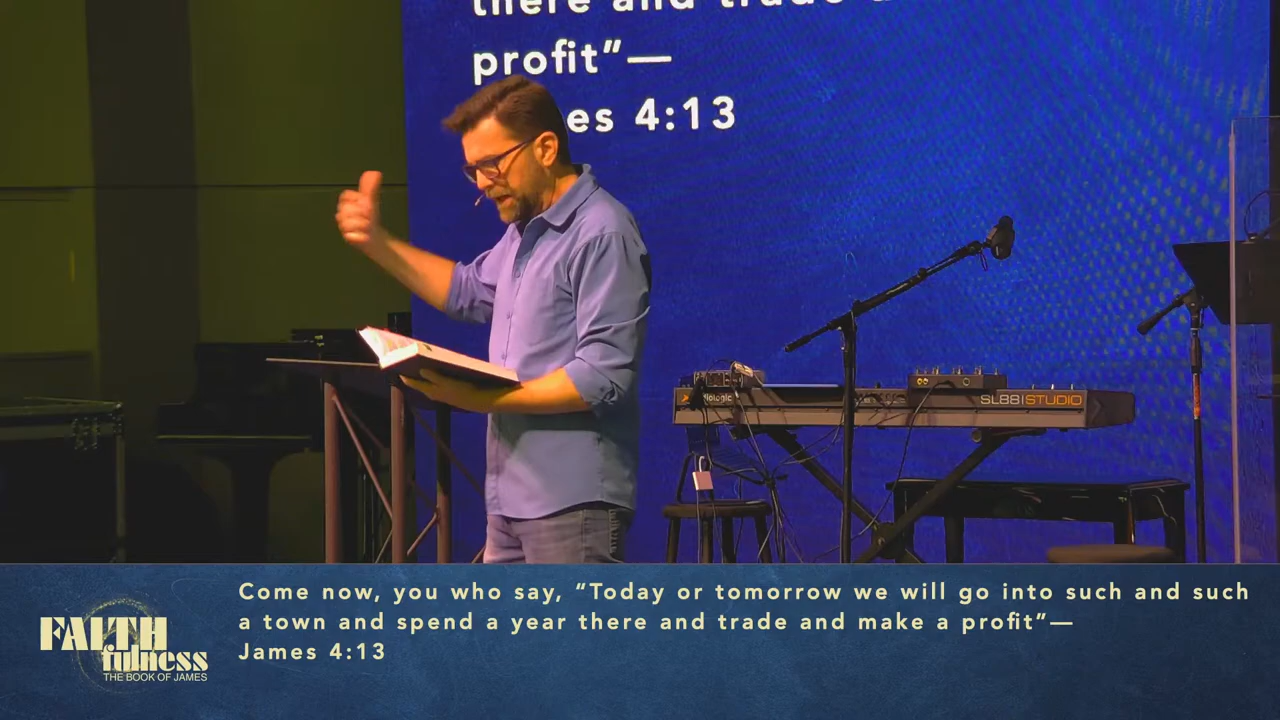 profit”—
es 4:13
SL88 STUDIO
Come now, you who say, “Today or tomorrow we will go into such and such
a town and spend a year there and trade and make a profit”—
James 4:13
FAITH
fulness
THE BOOK OF JAMES